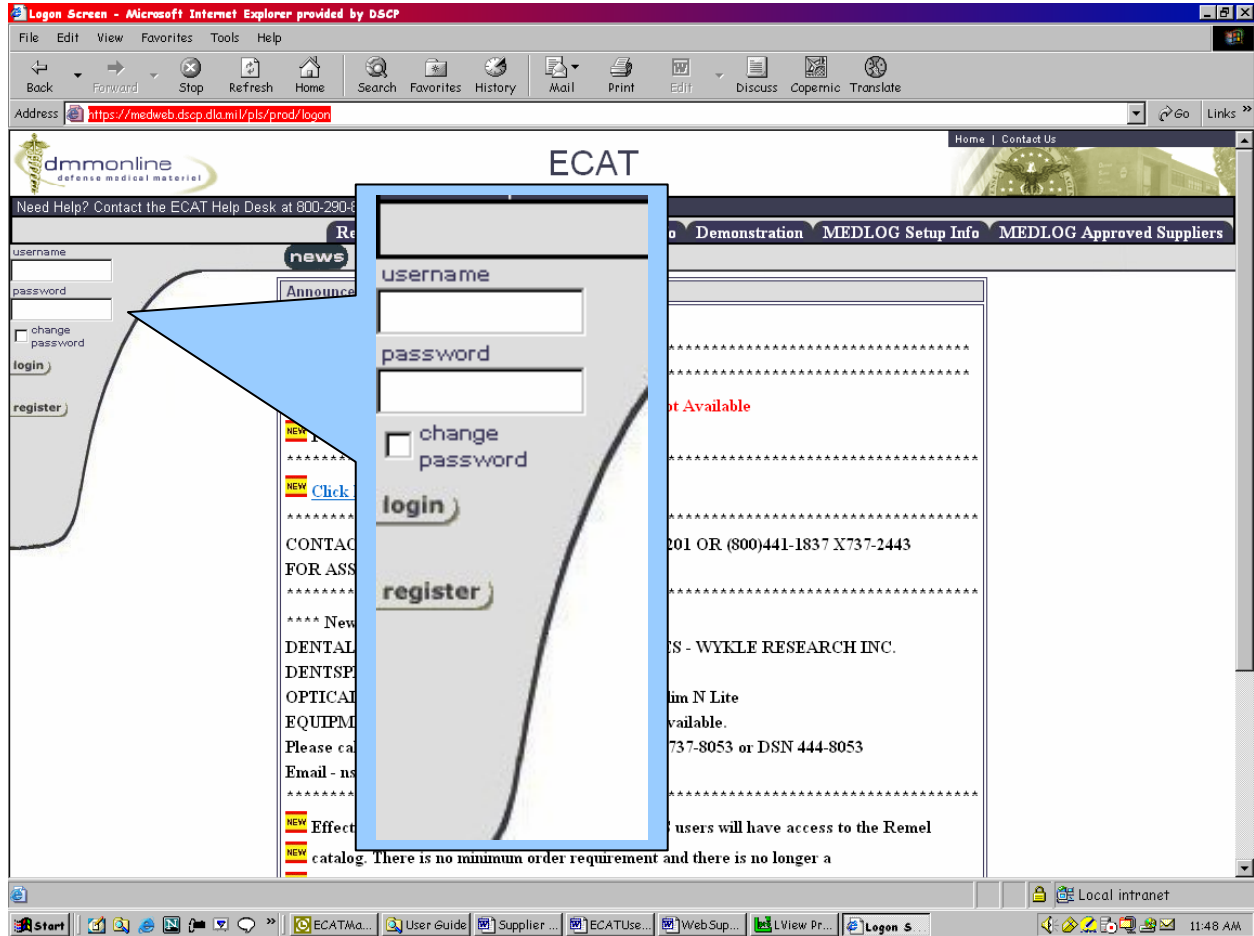 Logon Screen - Microsoft Internet Explorer provided by DSCP
File Edit View Favorites Tools Help
Back Forward Stop Refresh Home Search Favorites History Mail Print Edit Discuss Copernic Translate
Address https://medweb.dscp.dla.mil/pls/prod/logon Go Links »
dmmonline
defense medical materiel
ECAT
Home | Contact Us
Need Help? Contact the ECAT Help Desk at 800-290-
Demonstration MEDLOG Setup Info MEDLOG Approved Suppliers
username
password
change
password
login
register
news
username
password
change
password
login
register
Available
NEW
***********************************
NEW Click
CONTAC 201 OR (800)441-1837 X737-2443
FOR ASS
**** New
DENTAL - WYKLE RESEARCH INC.
DENTSP
OPTICAL N Lite
EQUIPM
Please 737-8053 or DSN 444-8053
Email -
NEW users will have access to the Remel
NEW catalog. There is no minimum order requirement and there is no longer a
Local intranet
Start » ECATMa... User Guide Supplier ... ECATUse... WebSup... LView Pr... Logon S... 11:48 AM